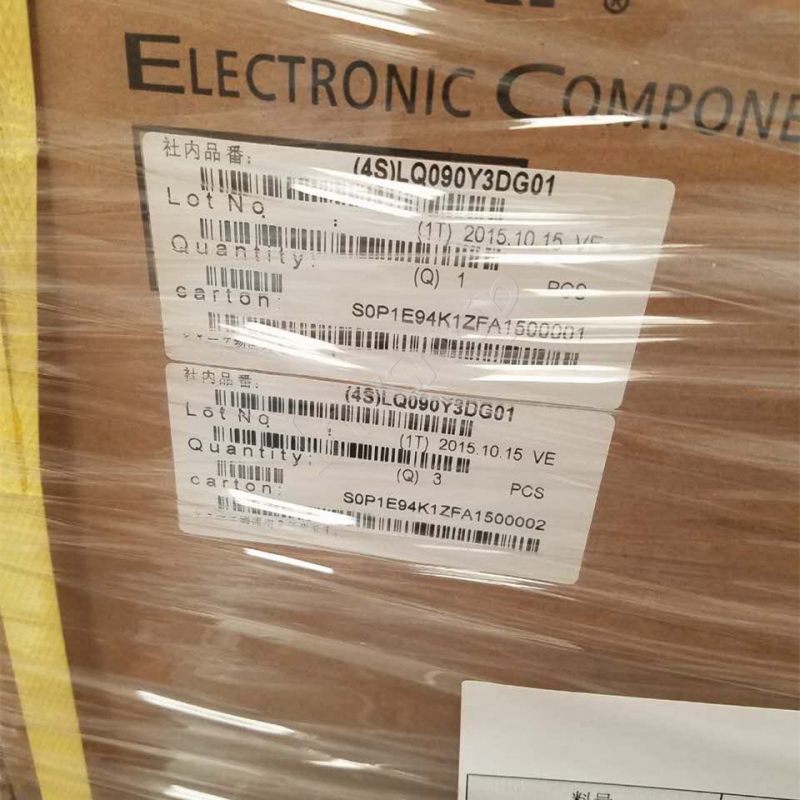 ®
ELECTRONIC COMPONE
社内品番:
(4S)LQ090Y3DG01
Lot No :
(1T) 2015.10.15 VE
Quantity:
(Q) 1 PCS
carton:
S0P1E94K1ZFA1500001
社内品番:
(4S)LQ090Y3DG01
Lot No :
(1T) 2015.10.15 VE
Quantity:
(Q) 3 PCS
carton:
S0P1E94K1ZFA1500002
料号